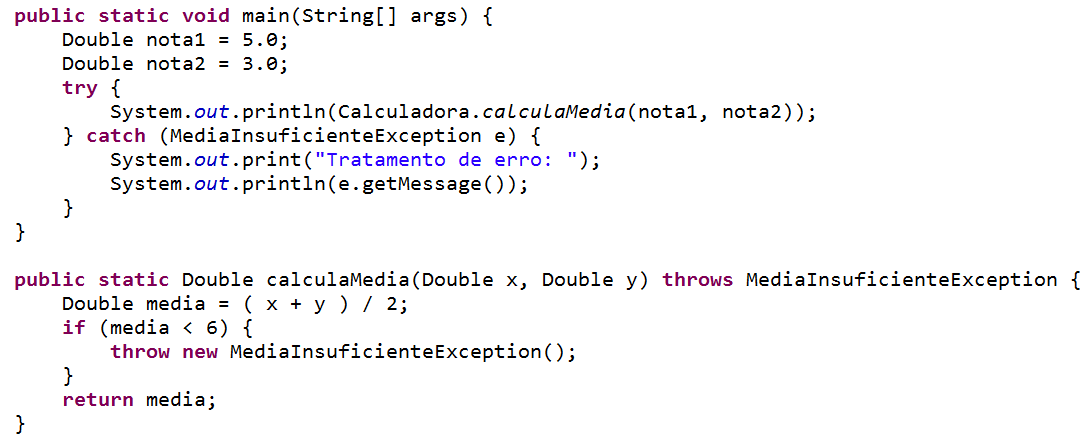 public static void main(String[] args) {
    Double nota1 = 5.0;
    Double nota2 = 3.0;
    try {
        System.out.println(Calculadora.calculaMedia(nota1, nota2));
    } catch (MediaInsuficienteException e) {
        System.out.print("Tratamento de erro: ");
        System.out.println(e.getMessage());
    }
}

public static Double calculaMedia(Double x, Double y) throws MediaInsuficienteException {
    Double media = ( x + y ) / 2;
    if (media < 6) {
        throw new MediaInsuficienteException();
    }
    return media;
}